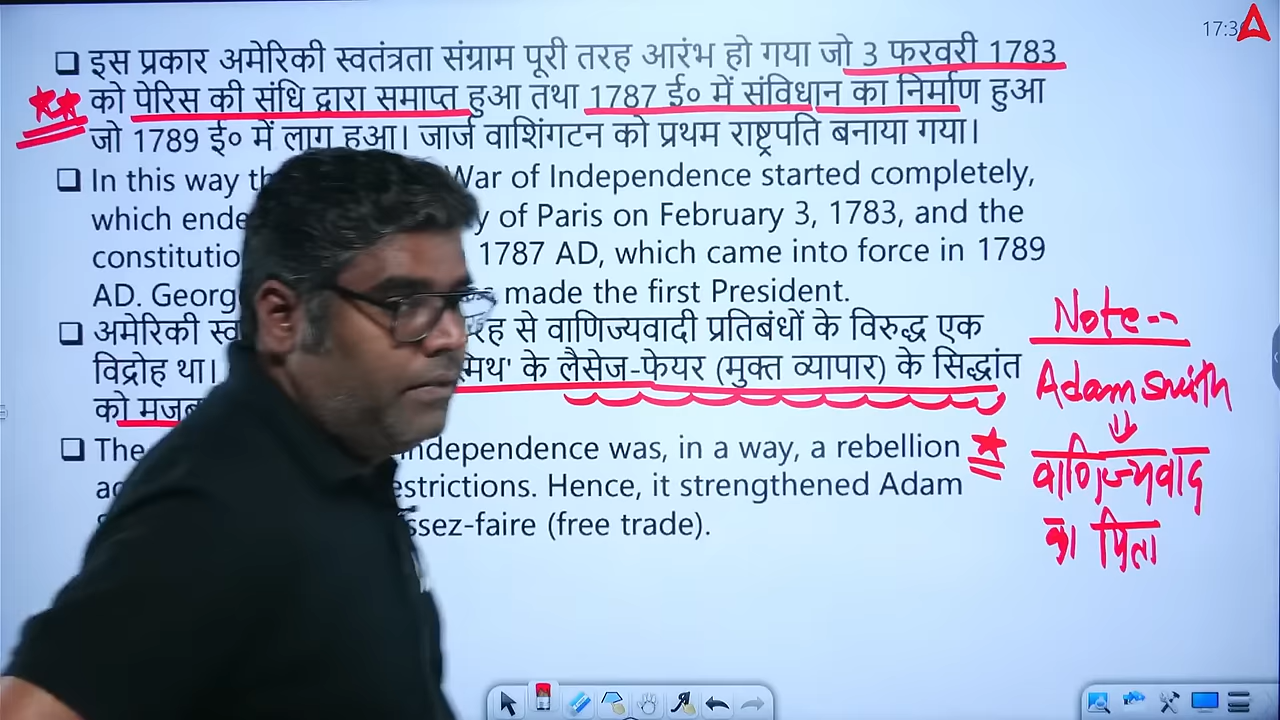 17:3
इस प्रकार अमेरिकी स्वतंत्रता संग्राम पूरी तरह आरंभ हो गया जो 3 फरवरी 1783
को पेरिस की संधि द्वारा समाप्त हुआ तथा 1787 ई० में संविधान का निर्माण हुआ
जो 1789 ई० में लागू हुआ। जार्ज वाशिंगटन को प्रथम राष्ट्रपति बनाया गया।
In this way War of Independence started completely,
which ende y of Paris on February 3, 1783, and the
constitutio 1787 AD, which came into force in 1789
AD. Georg made the first President.
अमेरिकी स्व रह से वाणिज्यवादी प्रतिबंधों के विरुद्ध एक
विद्रोह था। मिथ' के लैसेज-फेयर (मुक्त व्यापार) के सिद्धांत
को मजब
The ndependence was, in a way, a rebellion
ag estrictions. Hence, it strengthened Adam
ssez-faire (free trade).
Note--
Adam smith
वाणिज्यवाद
का पिता